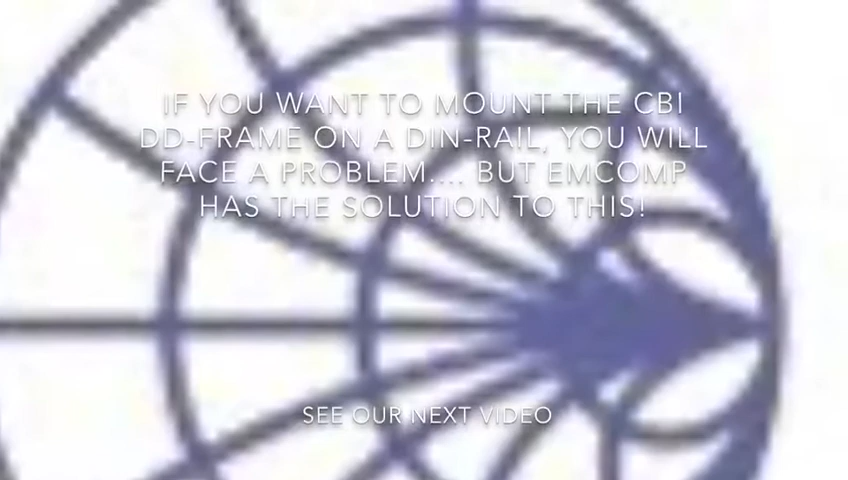 IF YOU WANT TO MOUNT THE CBI
DD-FRAME ON A DIN-RAIL, YOU WILL
FACE A PROBLEM.... BUT EMCOMP
HAS THE SOLUTION TO THIS!
SEE OUR NEXT VIDEO